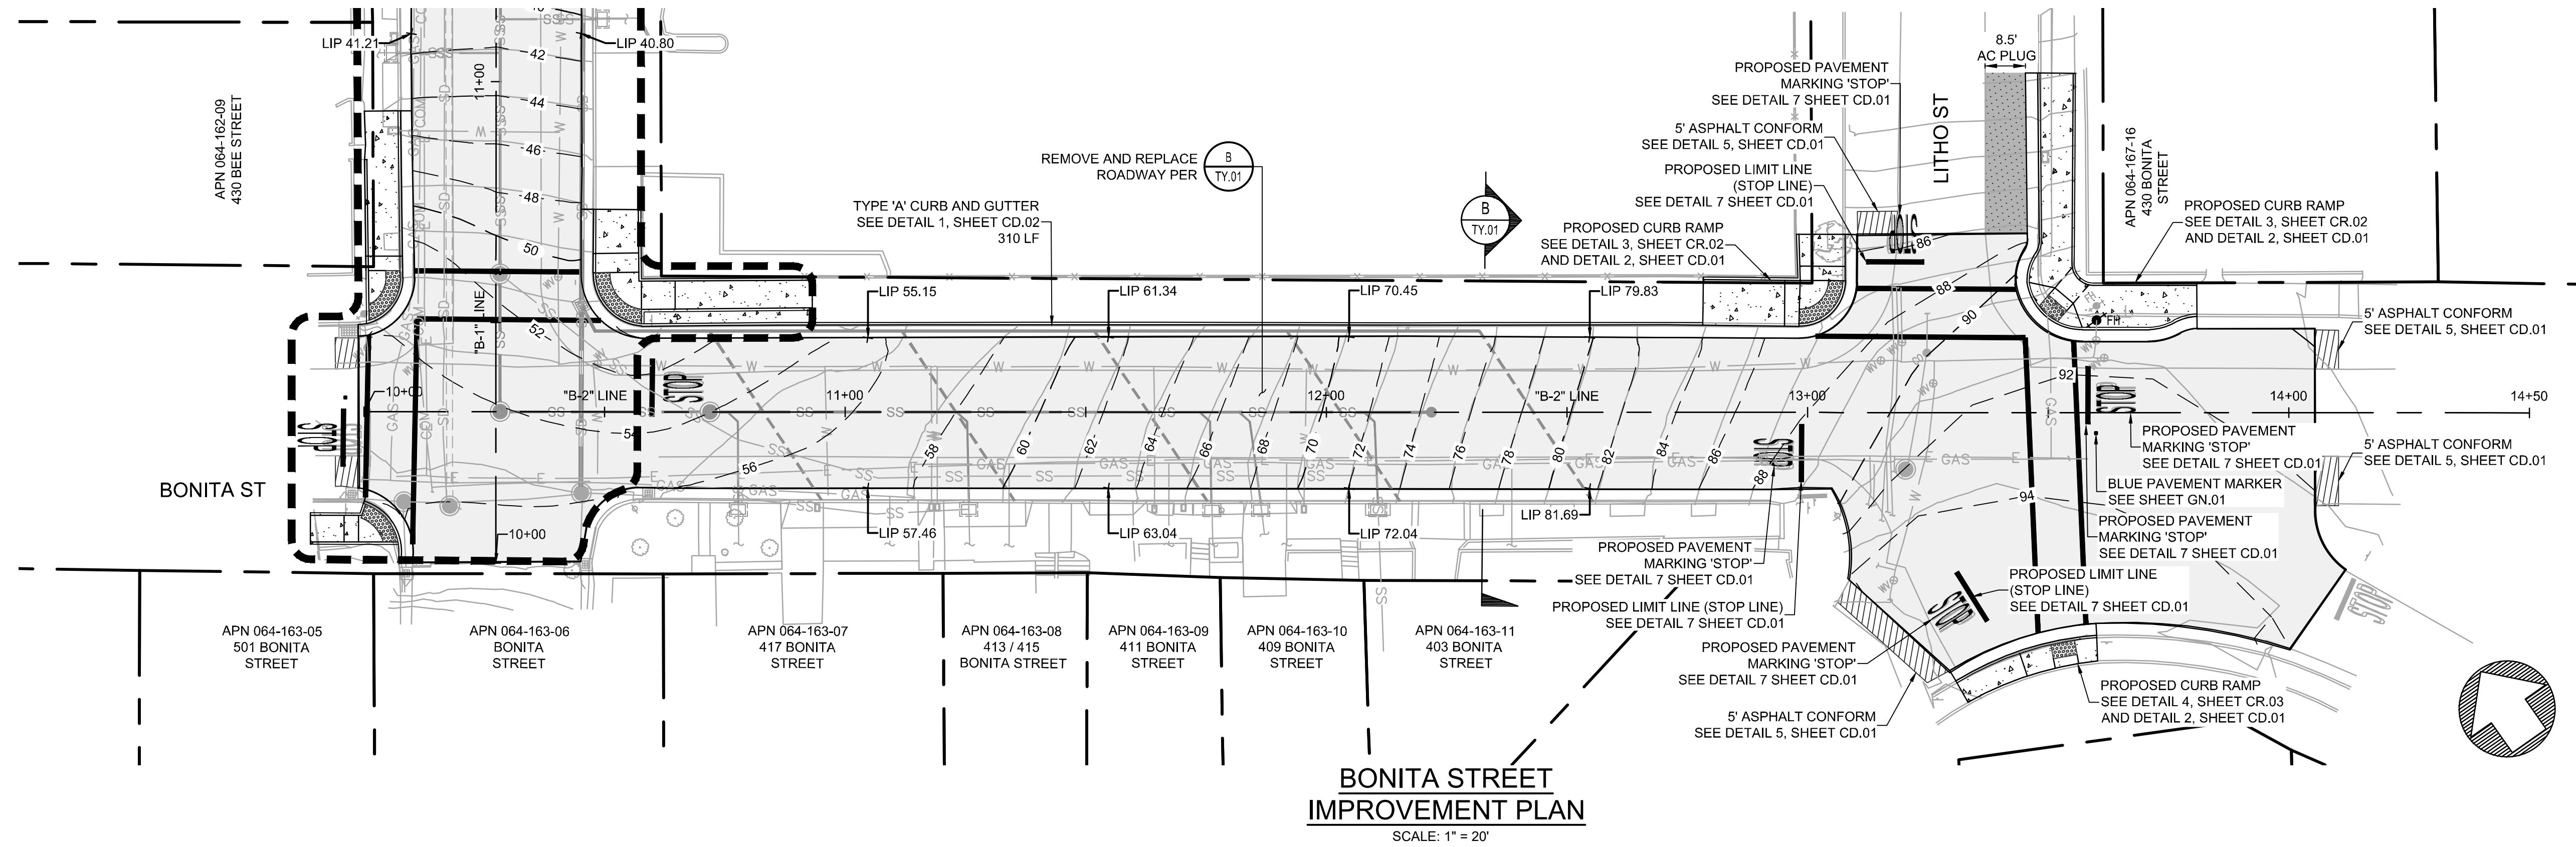 LIP 41.21
LIP 40.80
42
44
46
48
50
52
54
56
11+00
"B-1" LINE
10+00
APN 064-162-09
430 BEE STREET
TYPE 'A' CURB AND GUTTER
SEE DETAIL 1, SHEET CD.02
310 LF
REMOVE AND REPLACE
ROADWAY PER
B
TY.01
B
TY.01
8.5'
AC PLUG
PROPOSED PAVEMENT
MARKING 'STOP'
SEE DETAIL 7 SHEET CD.01
5' ASPHALT CONFORM
SEE DETAIL 5, SHEET CD.01
PROPOSED LIMIT LINE
(STOP LINE)
SEE DETAIL 7 SHEET CD.01
PROPOSED CURB RAMP
SEE DETAIL 3, SHEET CR.02
AND DETAIL 2, SHEET CD.01
LITHO ST
APN 064-167-16
430 BONITA
STREET
PROPOSED CURB RAMP
SEE DETAIL 3, SHEET CR.02
AND DETAIL 2, SHEET CD.01
5' ASPHALT CONFORM
SEE DETAIL 5, SHEET CD.01
STOP
86
88
90
92
94
FH
LIP 55.15
LIP 61.34
LIP 70.45
LIP 79.83
10+00
"B-2" LINE
STOP
11+00
12+00
"B-2" LINE
13+00
14+00
14+50
58
60
62
64
66
68
70
72
74
76
78
80
82
84
86
88
STOP
STOP
STOP
BONITA ST
LIP 57.46
LIP 63.04
LIP 72.04
LIP 81.69
PROPOSED PAVEMENT
MARKING 'STOP'
SEE DETAIL 7 SHEET CD.01
5' ASPHALT CONFORM
SEE DETAIL 5, SHEET CD.01
BLUE PAVEMENT MARKER
SEE SHEET GN.01
PROPOSED PAVEMENT
MARKING 'STOP'
SEE DETAIL 7 SHEET CD.01
PROPOSED PAVEMENT
MARKING 'STOP'
SEE DETAIL 7 SHEET CD.01
PROPOSED LIMIT LINE (STOP LINE)
SEE DETAIL 7 SHEET CD.01
PROPOSED LIMIT LINE
(STOP LINE)
SEE DETAIL 7 SHEET CD.01
STOP
STOP
PROPOSED PAVEMENT
MARKING 'STOP'
SEE DETAIL 7 SHEET CD.01
5' ASPHALT CONFORM
SEE DETAIL 5, SHEET CD.01
PROPOSED CURB RAMP
SEE DETAIL 4, SHEET CR.03
AND DETAIL 2, SHEET CD.01
APN 064-163-05
501 BONITA
STREET
APN 064-163-06
BONITA
STREET
APN 064-163-07
417 BONITA
STREET
APN 064-163-08
413 / 415
BONITA STREET
APN 064-163-09
411 BONITA
STREET
APN 064-163-10
409 BONITA
STREET
APN 064-163-11
403 BONITA
STREET
BONITA STREET
IMPROVEMENT PLAN
SCALE: 1" = 20'